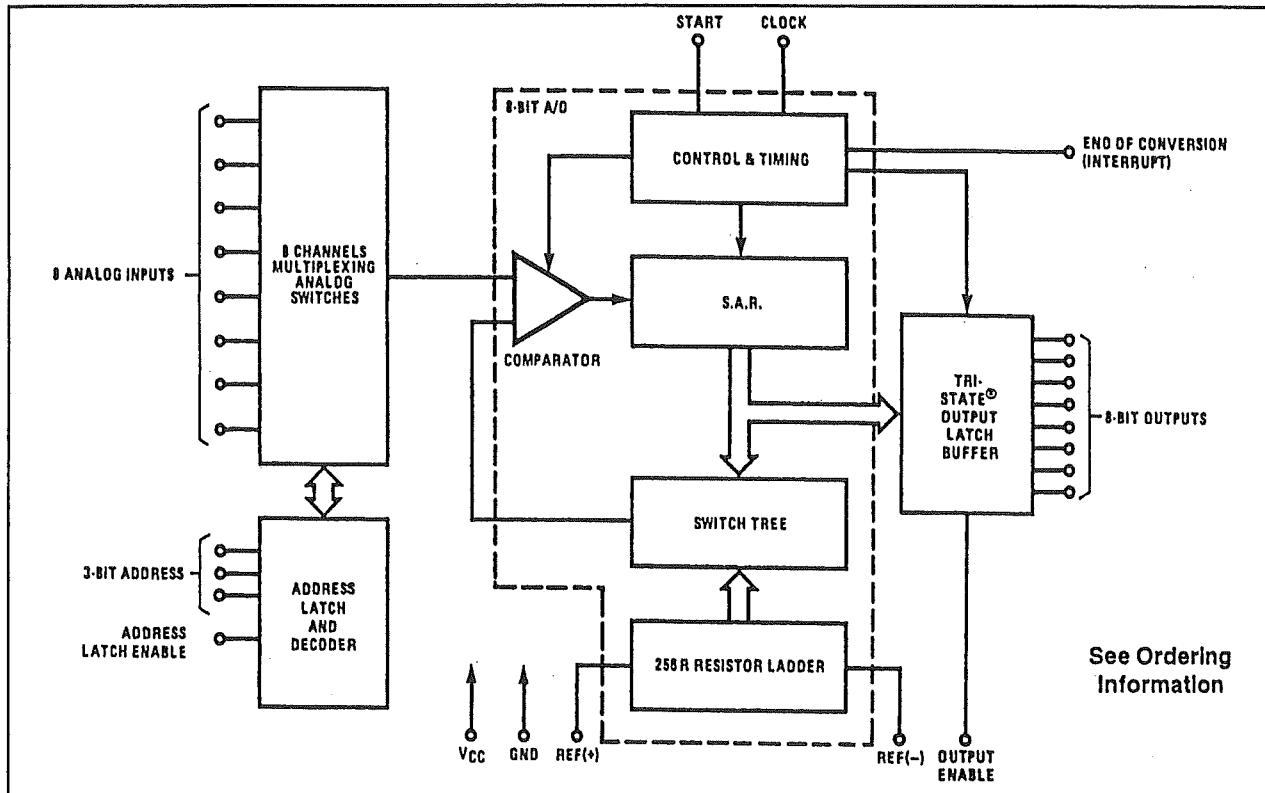 START
CLOCK
8-BIT A/D
CONTROL & TIMING
END OF CONVERSION
(INTERRUPT)
8 ANALOG INPUTS
8 CHANNELS
MULTIPLEXING
ANALOG
SWITCHES
S.A.R.
COMPARATOR
TRI-
STATE®
OUTPUT
LATCH
BUFFER
8-BIT OUTPUTS
SWITCH TREE
3-BIT ADDRESS
ADDRESS
LATCH ENABLE
ADDRESS
LATCH
AND
DECODER
256R RESISTOR LADDER
See Ordering
Information
VCC
GND
REF(+)
REF(−)
OUTPUT
ENABLE